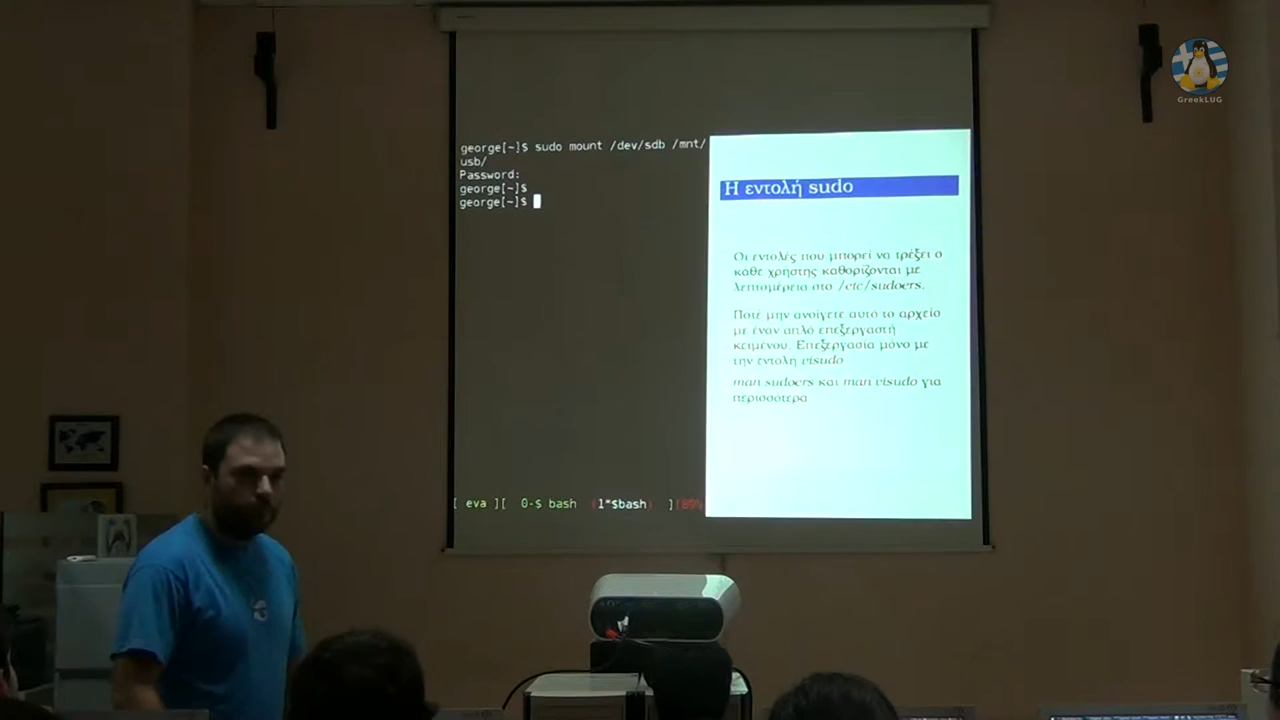 GreekLUG
george[~]$ sudo mount /dev/sdb /mnt/
usb/
Password:
george[~]$
george[~]$
[ eva ][ 0-$ bash (1*$bash) ](89%
Η εντολή sudo
Οι εντολές που μπορεί να τρέξει ο
κάθε χρήστης καθορίζονται με
λεπτομέρεια στο /etc/sudoers.
Ποτέ μην ανοίγετε αυτό το αρχείο
με έναν απλό επεξεργαστή
κειμένου. Επεξεργασία μόνο με
την εντολή visudo
man sudoers και man visudo για
περισσότερα